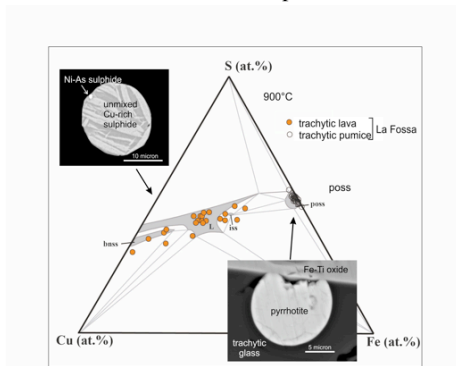 S (at.%)
900°C
trachytic lava
trachytic pumice
La Fossa
Ni-As sulphide
unmixed
Cu-rich
sulphide
10 micron
poss
poss
L
iss
bnss
Fe-Ti oxide
pyrrhotite
trachytic
glass
5 micron
Cu (at.%)
Fe (at.%)